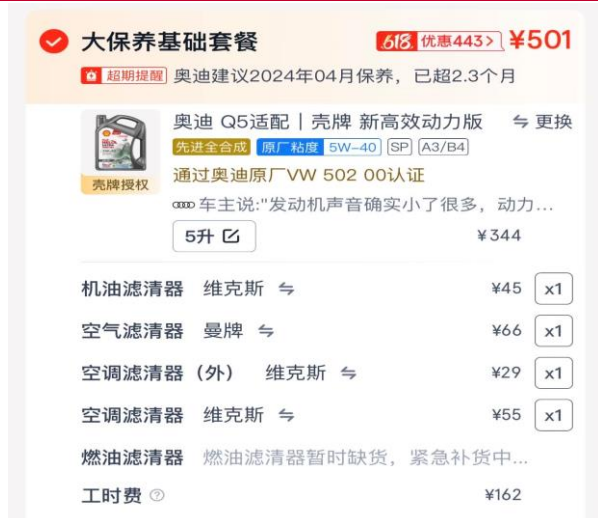 大保养基础套餐 618 优惠443> ¥501
超期提醒 奥迪建议2024年04月保养，已超2.3个月
奥迪 Q5适配 | 壳牌 新高效动力版 更换
先进全合成 原厂粘度 5W-40 SP A3/B4
壳牌授权 通过奥迪原厂VW 502 00认证
车主说:"发动机声音确实小了很多，动力...
5升 ¥344
机油滤清器 维克斯 ¥45 x1
空气滤清器 曼牌 ¥66 x1
空调滤清器（外） 维克斯 ¥29 x1
空调滤清器 维克斯 ¥55 x1
燃油滤清器 燃油滤清器暂时缺货，紧急补货中...
工时费 ? ¥162